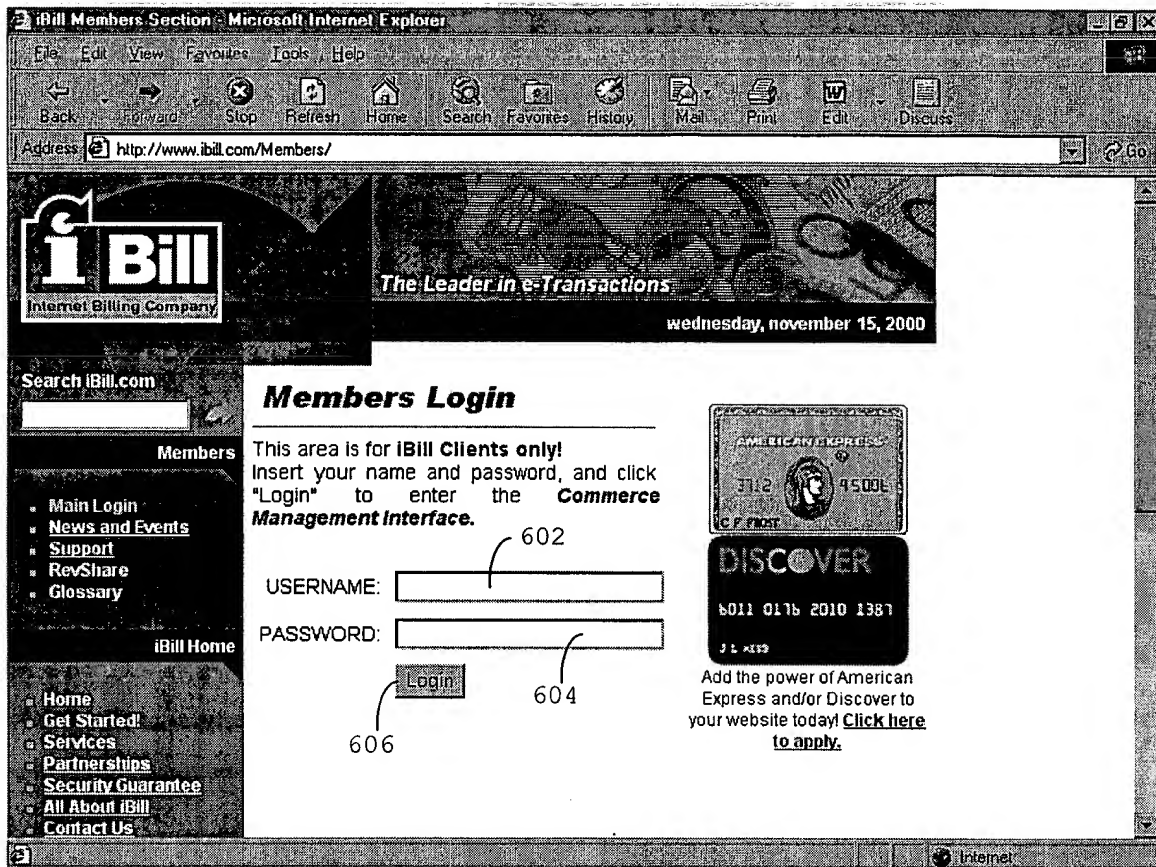 iBill Members Section - Microsoft Internet Explorer
File Edit View Favorites Tools Help
Back Forward Stop Refresh Home Search Favorites History Mail Print Edit Discuss
Address http://www.ibill.com/Members/ Go
iBill
Internet Billing Company
The Leader in e-Transactions
wednesday, november 15, 2000
Search iBill.com
Members
Main Login
News and Events
Support
RevShare
Glossary
iBill Home
Home
Get Started!
Services
Partnerships
Security Guarantee
All About iBill
Contact Us
Members Login
This area is for iBill Clients only!
Insert your name and password, and click
"Login" to enter the Commerce
Management Interface.
602
USERNAME:
PASSWORD:
Login
604
606
AMERICAN EXPRESS
3712 95006
C F FROST
DISCOVER
6011 0176 2010 1387
Add the power of American
Express and/or Discover to
your website today! Click here
to apply.
Internet